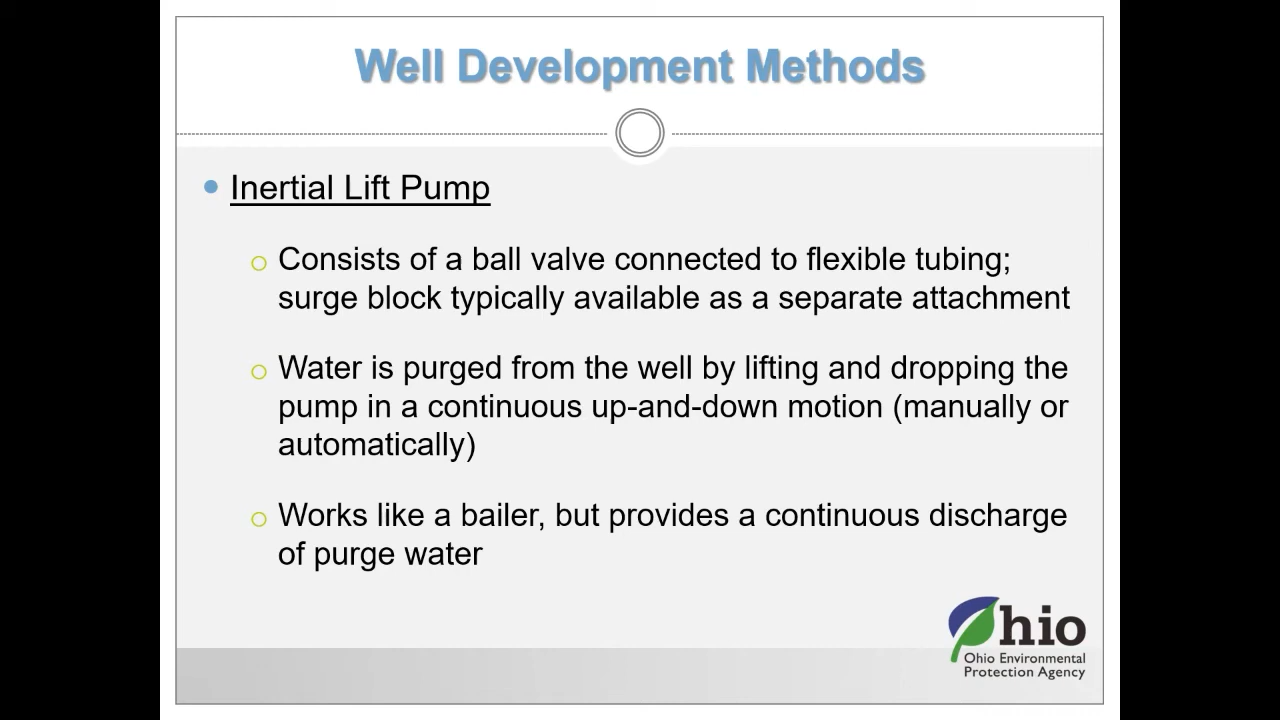 Well Development Methods
Inertial Lift Pump
Consists of a ball valve connected to flexible tubing;
surge block typically available as a separate attachment
Water is purged from the well by lifting and dropping the
pump in a continuous up-and-down motion (manually or
automatically)
Works like a bailer, but provides a continuous discharge
of purge water
Ohio
Ohio Environmental
Protection Agency